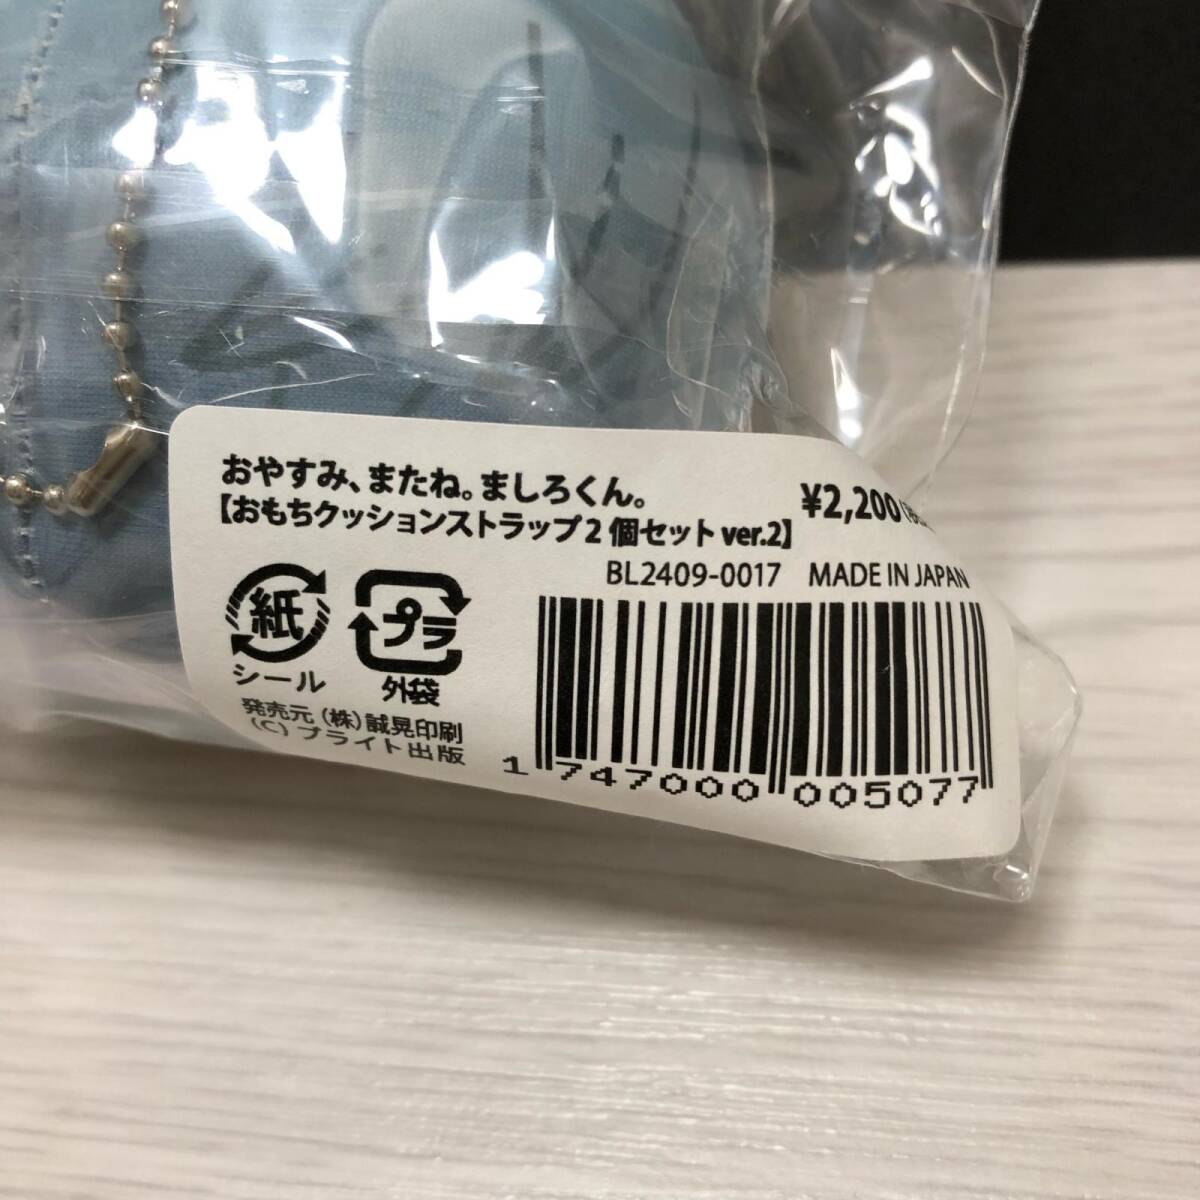 おやすみ、またね。ましろくん。
【おもちクッションストラップ2個セット ver.2】
¥2,200
BL2409-0017 MADE IN JAPAN
紙
シール
プラ
外袋
発売元 (株)誠晃印刷
(C)ブライト出版
1 747000 005077